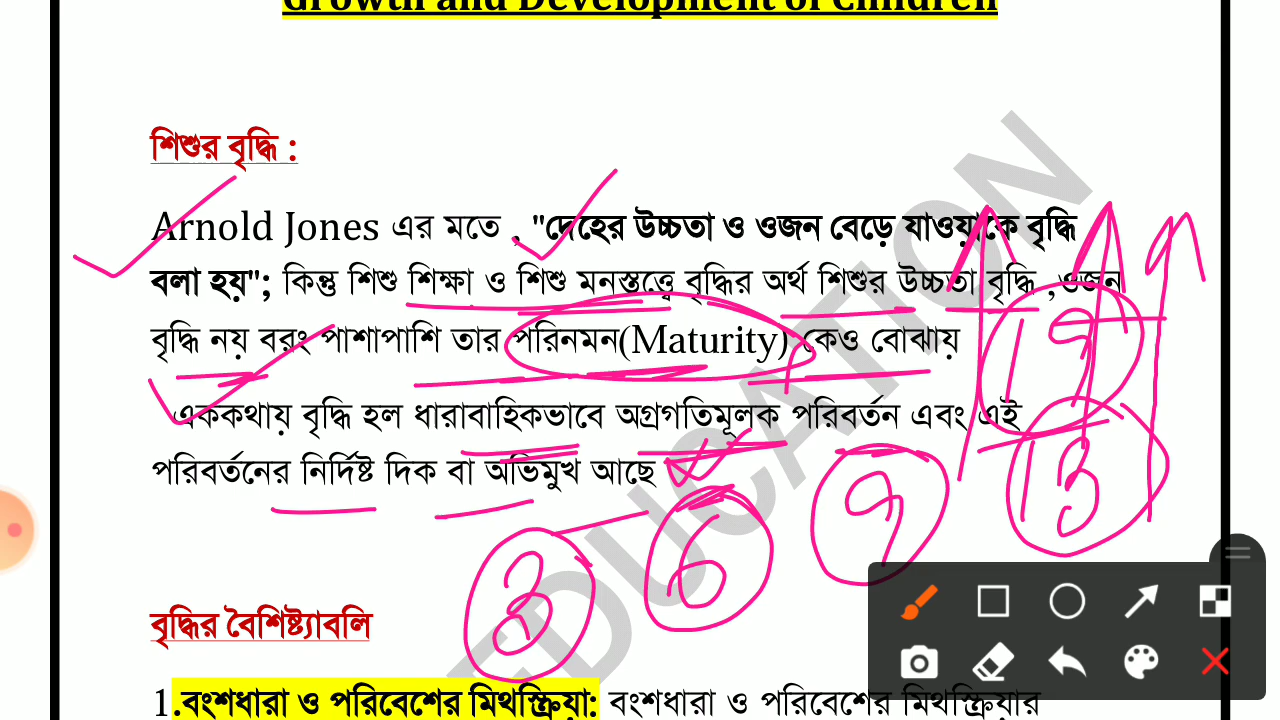 Growth and Development of Children
শিশুর বৃদ্ধি :
Arnold Jones এর মতে , "দেহের উচ্চতা ও ওজন বেড়ে যাওয়াকে বৃদ্ধি
বলা হয়"; কিন্তু শিশু শিক্ষা ও শিশু মনস্তত্ত্বে বৃদ্ধির অর্থ শিশুর উচ্চতা বৃদ্ধি ,ওজন
বৃদ্ধি নয় বরং পাশাপাশি তার পরিনমন(Maturity) কেও বোঝায়
এককথায় বৃদ্ধি হল ধারাবাহিকভাবে অগ্রগতিমূলক পরিবর্তন এবং এই
পরিবর্তনের নির্দিষ্ট দিক বা অভিমুখ আছে
বৃদ্ধির বৈশিষ্ট্যাবলি
1.বংশধারা ও পরিবেশের মিথস্ক্রিয়া: বংশধারা ও পরিবেশের মিথস্ক্রিয়ার
EDUCATION